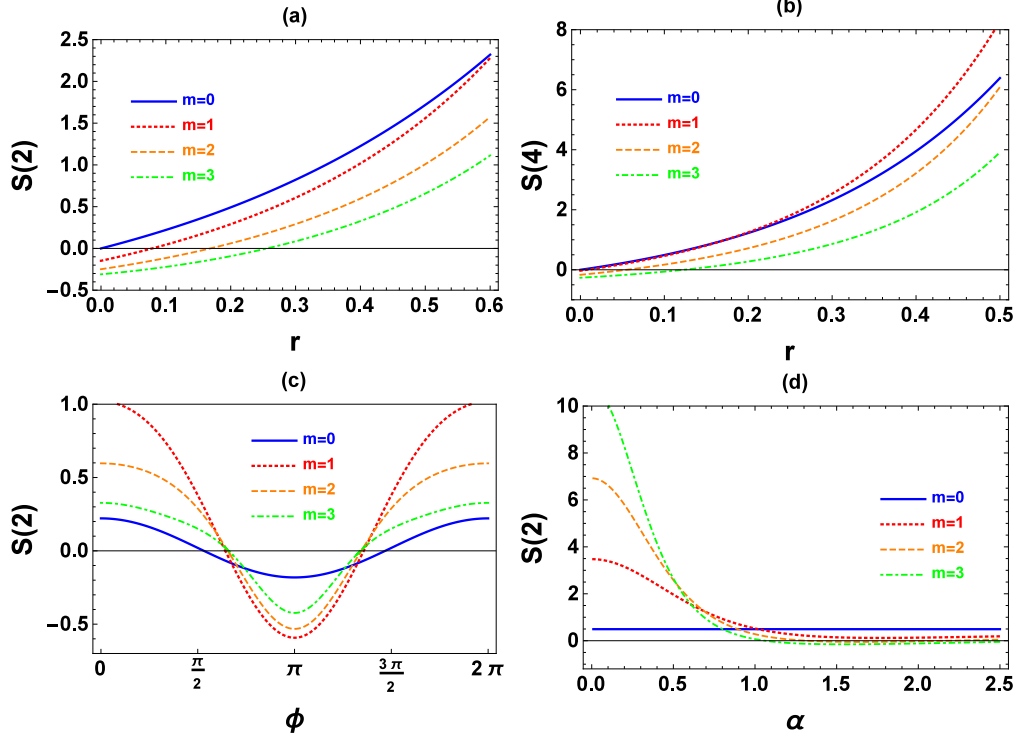 (a)
S(2)
2.5
2.0
1.5
1.0
0.5
0.0
−0.5
m=0
m=1
m=2
m=3
0.0 0.1 0.2 0.3 0.4 0.5 0.6
r
(b)
S(4)
8
6
4
2
0
m=0
m=1
m=2
m=3
0.0 0.1 0.2 0.3 0.4 0.5
r
(c)
S(2)
1.0
0.5
0.0
−0.5
m=0
m=1
m=2
m=3
0 π/2 π 3π/2 2π
ϕ
(d)
S(2)
10
8
6
4
2
0
m=0
m=1
m=2
m=3
0.0 0.5 1.0 1.5 2.0 2.5
α